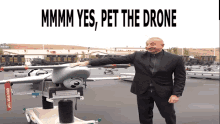 MMMM YES, PET THE DRONE